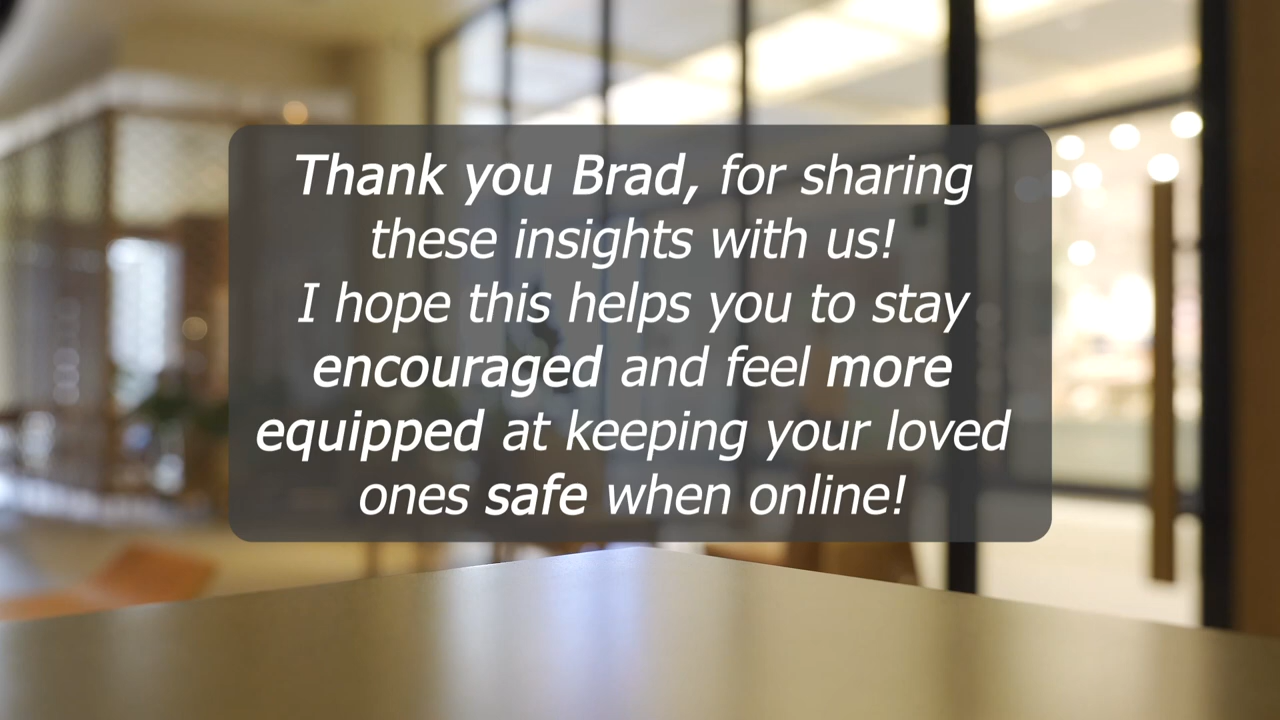 Thank you Brad, for sharing
these insights with us!
I hope this helps you to stay
encouraged and feel more
equipped at keeping your loved
ones safe when online!